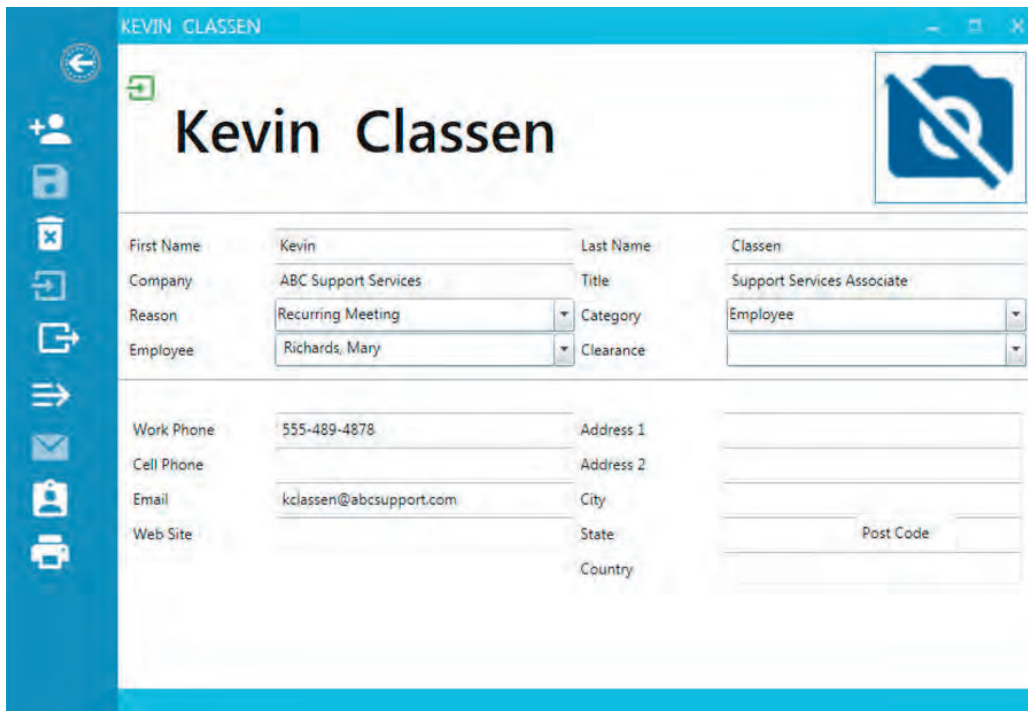 KEVIN CLASSEN
Kevin Classen
First Name Kevin Last Name Classen
Company ABC Support Services Title Support Services Associate
Reason Recurring Meeting Category Employee
Employee Richards, Mary Clearance
Work Phone 555-489-4878 Address 1
Cell Phone Address 2
Email kclassen@abcsupport.com City
Web Site State Post Code
Country